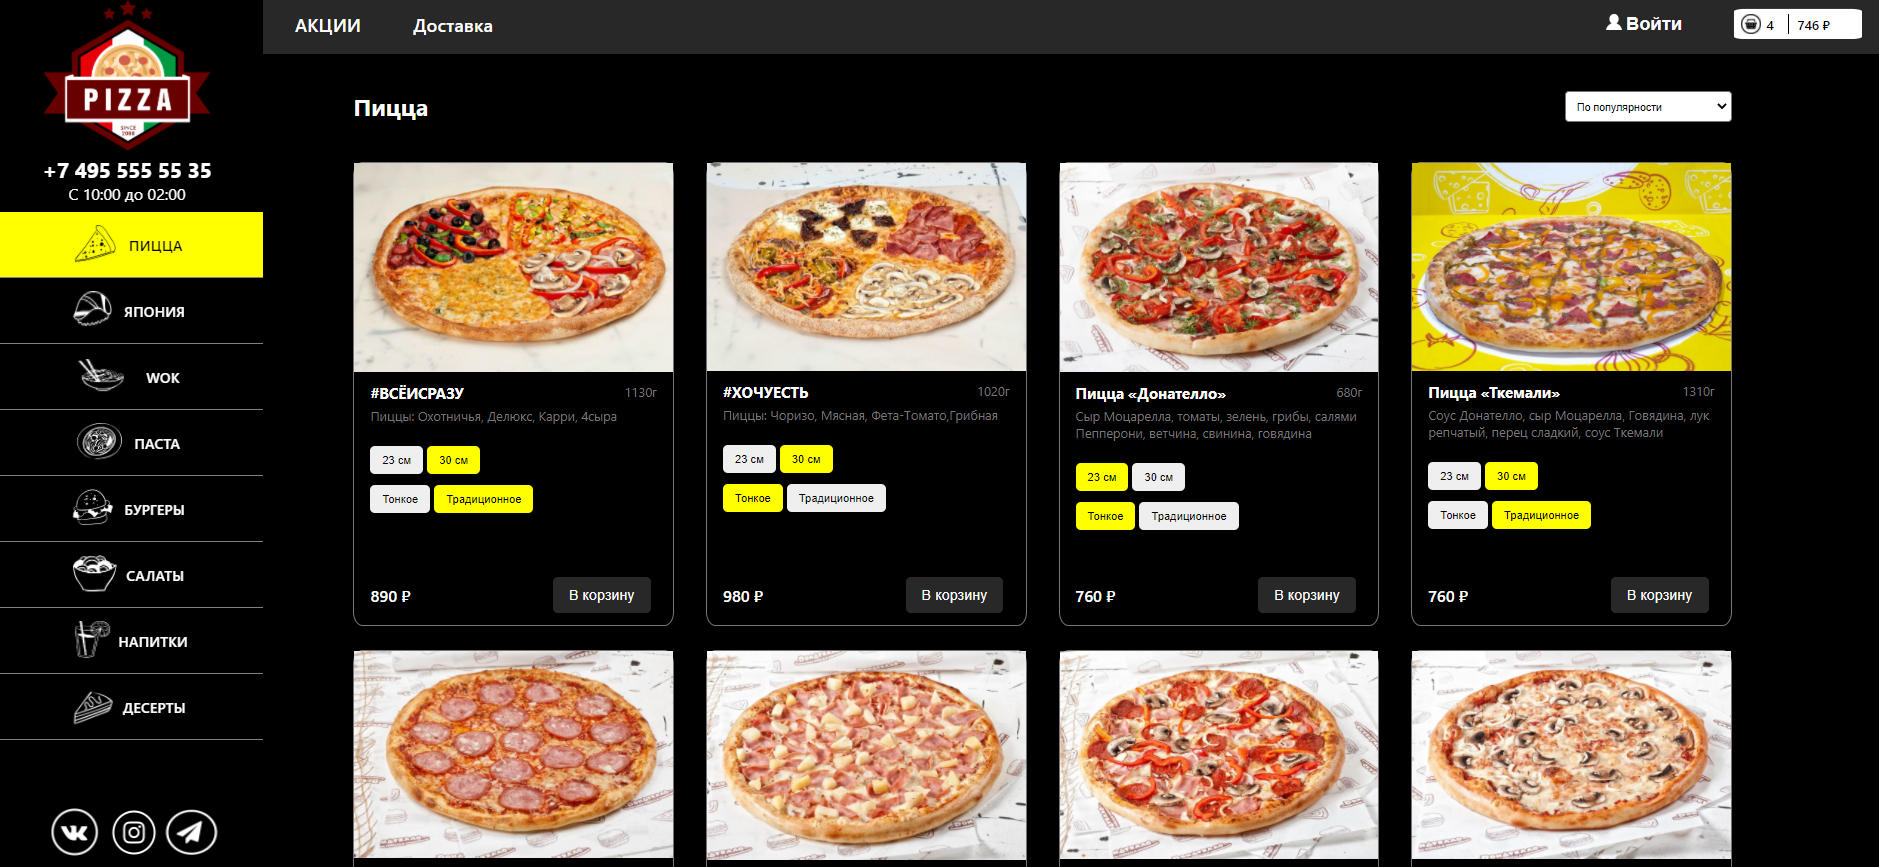 АКЦИИ
Доставка
Войти
4
746 ₽
PIZZA
SINCE
+7 495 555 55 35
С 10:00 до 02:00
ПИЦЦА
ЯПОНИЯ
WOK
ПАСТА
БУРГЕРЫ
САЛАТЫ
НАПИТКИ
ДЕСЕРТЫ
Пицца
По популярности
#ВСЁИСРАЗУ
1130г
Пиццы: Охотничья, Делюкс, Карри, 4сыра
23 см
30 см
Тонкое
Традиционное
890 ₽
В корзину
#ХОЧУЕСТЬ
1020г
Пиццы: Чоризо, Мясная, Фета-Томато,Грибная
23 см
30 см
Тонкое
Традиционное
980 ₽
В корзину
Пицца «Донателло»
680г
Сыр Моцарелла, томаты, зелень, грибы, салями
Пепперони, ветчина, свинина, говядина
23 см
30 см
Тонкое
Традиционное
760 ₽
В корзину
Пицца «Ткемали»
1310г
Соус Донателло, сыр Моцарелла, Говядина, лук
репчатый, перец сладкий, соус Ткемали
23 см
30 см
Тонкое
Традиционное
760 ₽
В корзину